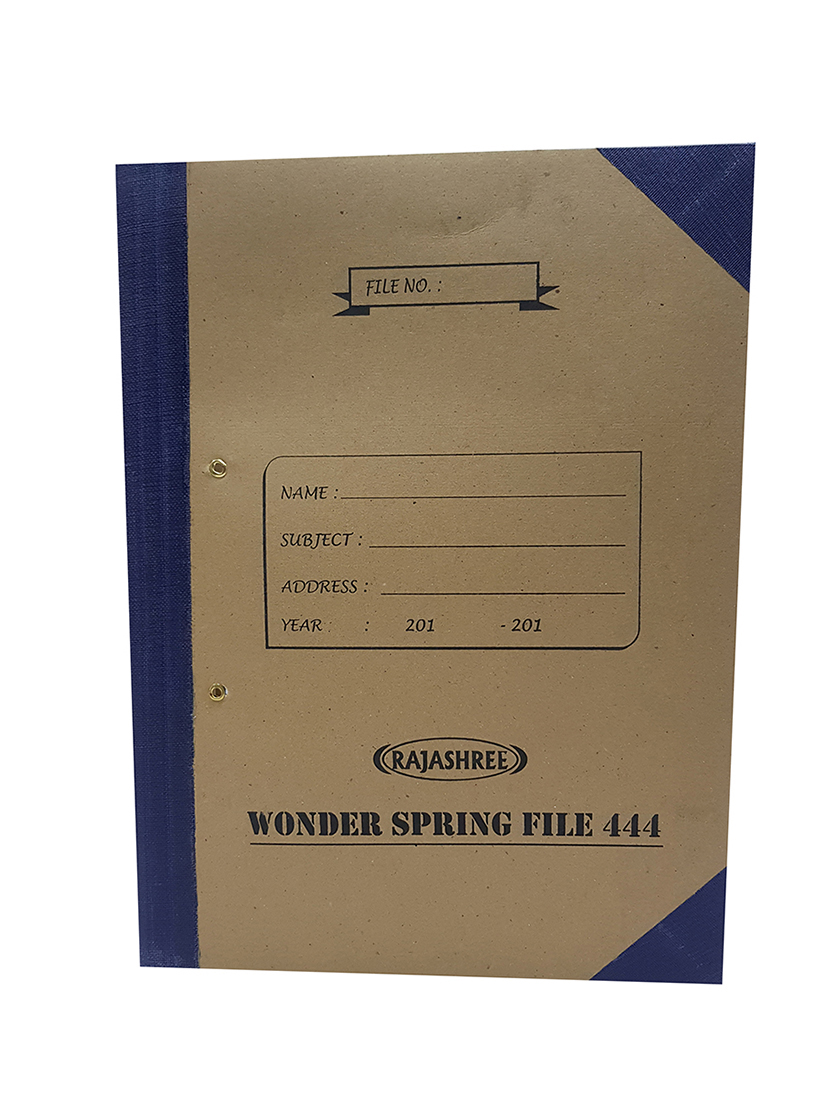 FILE NO. :
NAME :
SUBJECT :
ADDRESS :
YEAR : 201 - 201
RAJASHREE
WONDER SPRING FILE 444